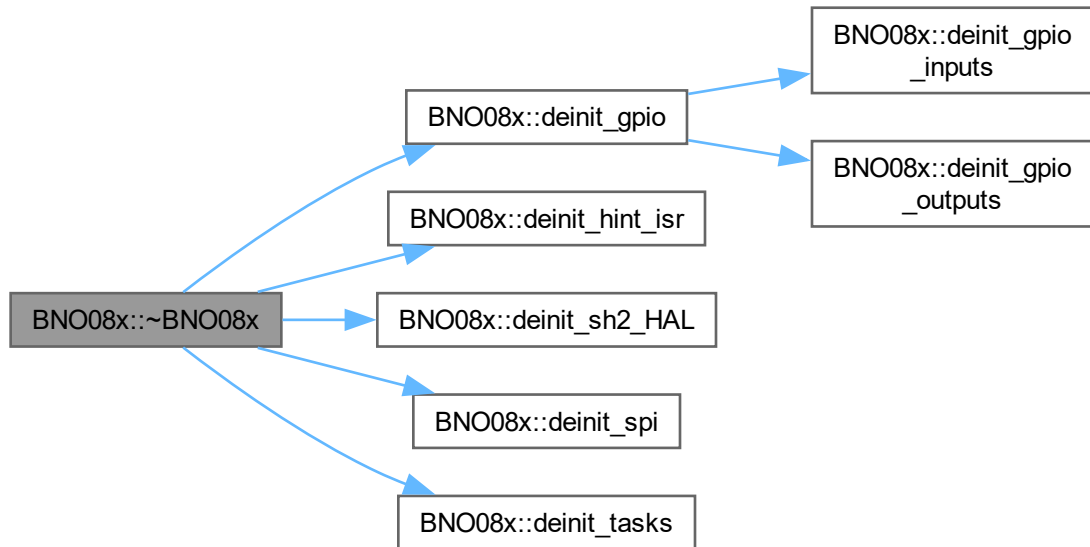 BNO08x::~BNO08x
BNO08x::deinit_gpio
BNO08x::deinit_hint_isr
BNO08x::deinit_sh2_HAL
BNO08x::deinit_spi
BNO08x::deinit_tasks
BNO08x::deinit_gpio
_inputs
BNO08x::deinit_gpio
_outputs